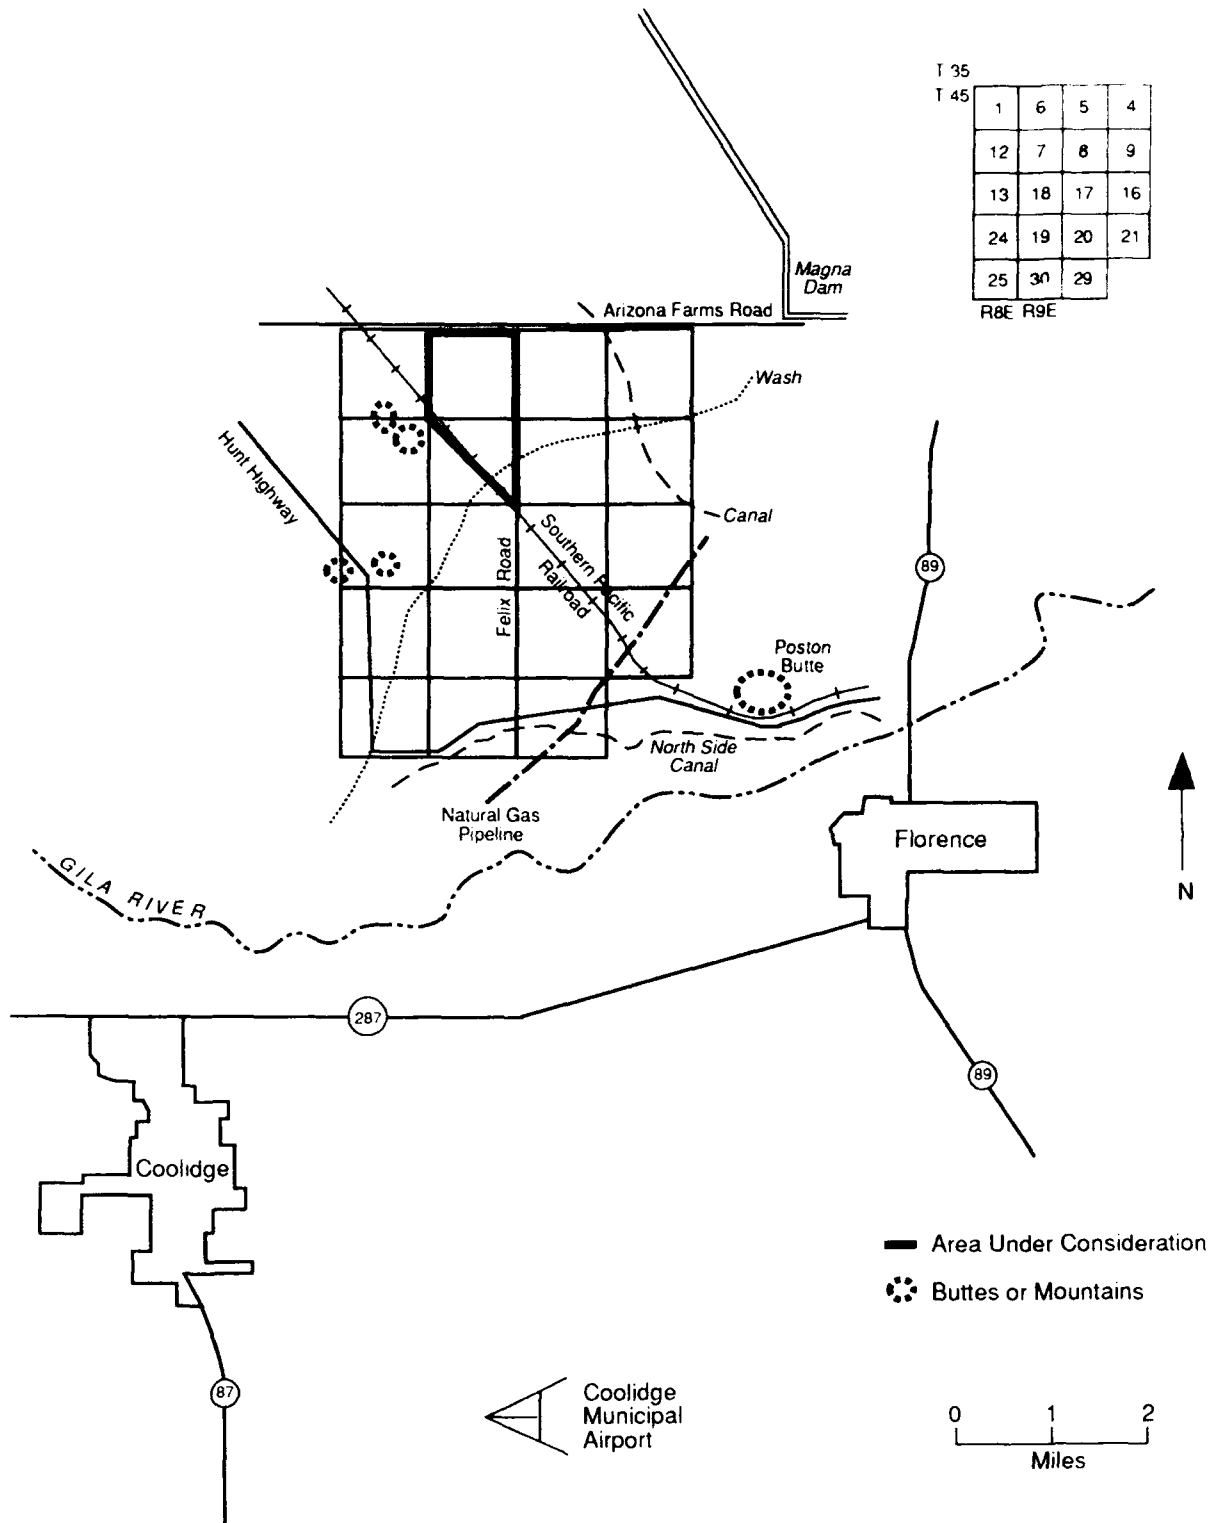 T 35
T 45
1 6 5 4
12 7 8 9
13 18 17 16
24 19 20 21
25 30 29
R8E R9E
Magna
Dam
Arizona Farms Road
Wash
Hunt Highway
Canal
Southern Pacific
Railroad
Felix Road
89
Poston
Butte
North Side
Canal
Natural Gas
Pipeline
Florence
N
GILA RIVER
287
89
Coolidge
Area Under Consideration
Buttes or Mountains
87
Coolidge
Municipal
Airport
0 1 2
Miles